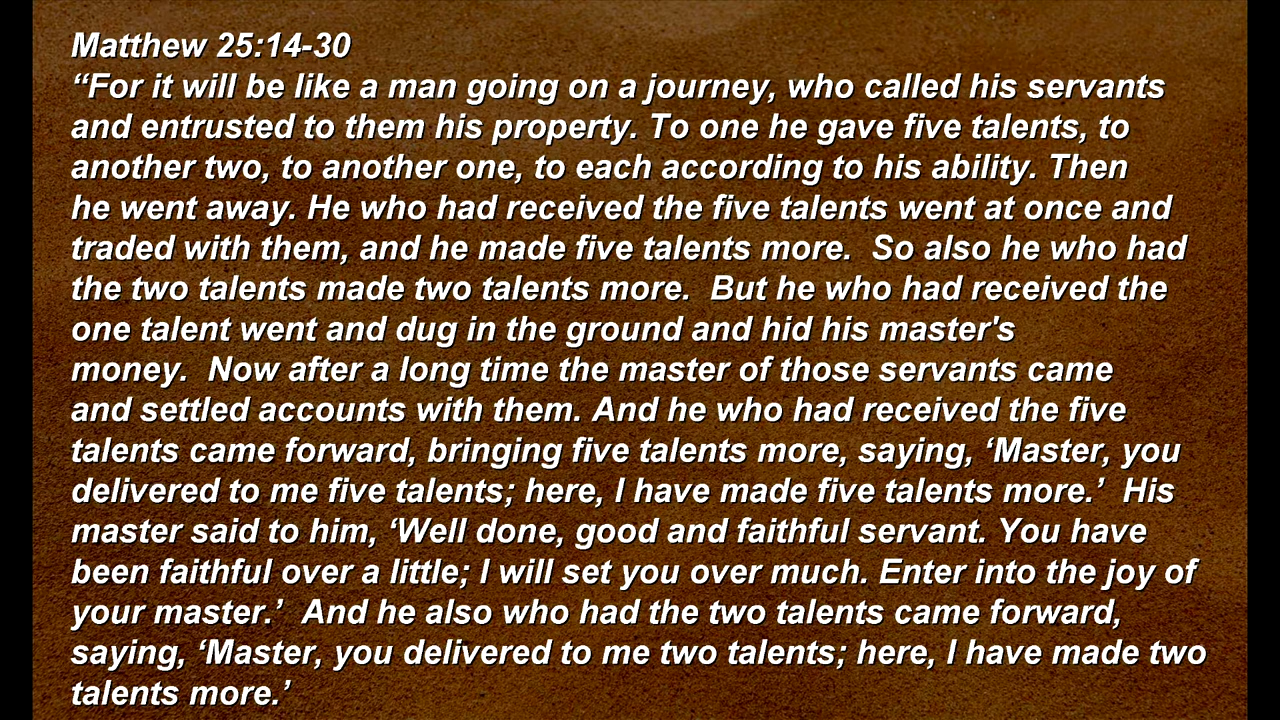 Matthew 25:14-30
“For it will be like a man going on a journey, who called his servants
and entrusted to them his property. To one he gave five talents, to
another two, to another one, to each according to his ability. Then
he went away. He who had received the five talents went at once and
traded with them, and he made five talents more.  So also he who had
the two talents made two talents more.  But he who had received the
one talent went and dug in the ground and hid his master's
money.  Now after a long time the master of those servants came
and settled accounts with them. And he who had received the five
talents came forward, bringing five talents more, saying, ‘Master, you
delivered to me five talents; here, I have made five talents more.’  His
master said to him, ‘Well done, good and faithful servant. You have
been faithful over a little; I will set you over much. Enter into the joy of
your master.’  And he also who had the two talents came forward,
saying, ‘Master, you delivered to me two talents; here, I have made two
talents more.’